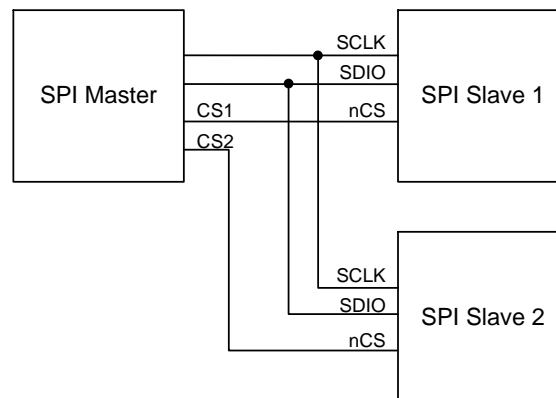 SCLK
SDIO
SPI Master
SPI Slave 1
CS1
nCS
CS2
SCLK
SDIO
SPI Slave 2
nCS